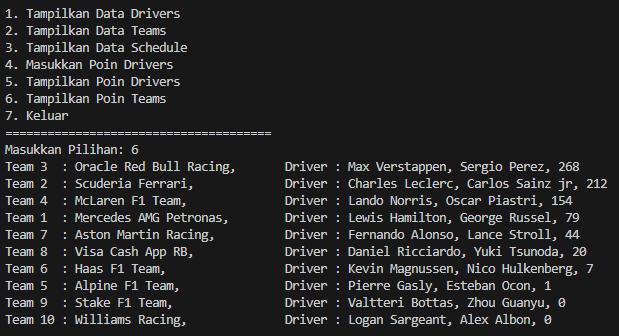 1. Tampilkan Data Drivers
2. Tampilkan Data Teams
3. Tampilkan Data Schedule
4. Masukkan Poin Drivers
5. Tampilkan Poin Drivers
6. Tampilkan Poin Teams
7. Keluar
======================================
Masukkan Pilihan: 6
Team 3  : Oracle Red Bull Racing,       Driver : Max Verstappen, Sergio Perez, 268
Team 2  : Scuderia Ferrari,             Driver : Charles Leclerc, Carlos Sainz jr, 212
Team 4  : McLaren F1 Team,              Driver : Lando Norris, Oscar Piastri, 154
Team 1  : Mercedes AMG Petronas,        Driver : Lewis Hamilton, George Russel, 79
Team 7  : Aston Martin Racing,          Driver : Fernando Alonso, Lance Stroll, 44
Team 8  : Visa Cash App RB,             Driver : Daniel Ricciardo, Yuki Tsunoda, 20
Team 6  : Haas F1 Team,                 Driver : Kevin Magnussen, Nico Hulkenberg, 7
Team 5  : Alpine F1 Team,               Driver : Pierre Gasly, Esteban Ocon, 1
Team 9  : Stake F1 Team,                Driver : Valtteri Bottas, Zhou Guanyu, 0
Team 10 : Williams Racing,              Driver : Logan Sargeant, Alex Albon, 0